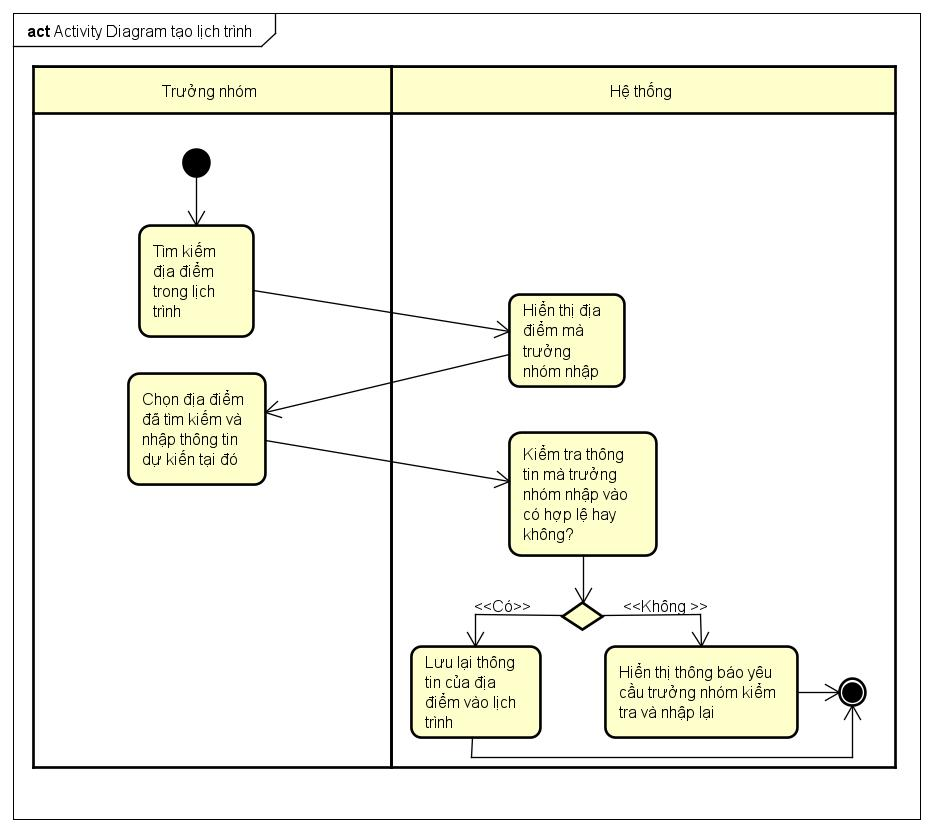 act Activity Diagram tạo lịch trình
Trưởng nhóm
Hệ thống
Tìm kiếm
địa điểm
trong lịch
trình
Hiển thị địa
điểm mà
trưởng
nhóm nhập
Chọn địa điểm
đã tìm kiếm và
nhập thông tin
dự kiến tại đó
Kiểm tra thông
tin mà trưởng
nhóm nhập vào
có hợp lệ hay
không?
<<Có>>
<<Không >>
Lưu lại thông
tin của địa
điểm vào lịch
trình
Hiển thị thông báo yêu
cầu trưởng nhóm kiểm
tra và nhập lại